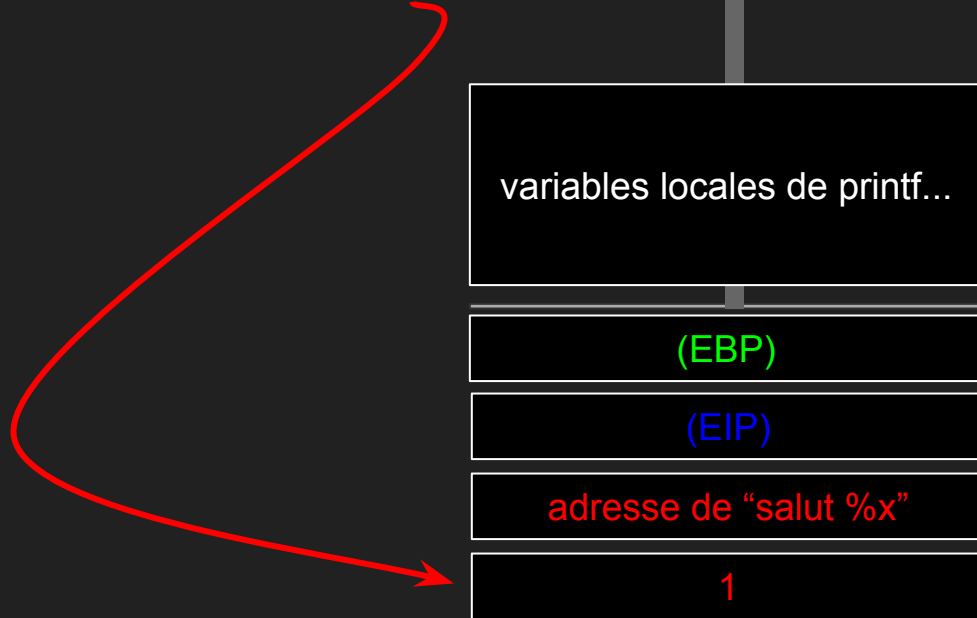 variables locales de printf...
(EBP)
(EIP)
adresse de “salut %x”
1